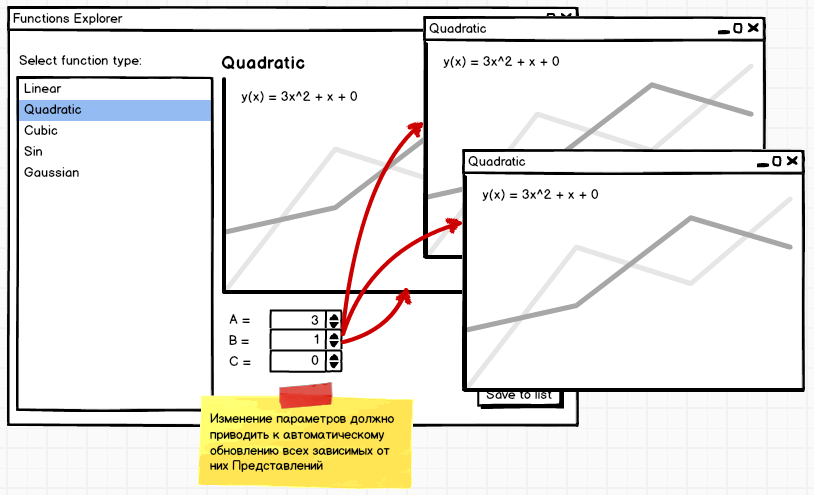 Functions Explorer
Select function type:
Linear
Quadratic
Cubic
Sin
Gaussian
Quadratic
y(x) = 3x^2 + x + 0
A =
3
B =
1
C =
0
Save to list
Quadratic
y(x) = 3x^2 + x + 0
Quadratic
y(x) = 3x^2 + x + 0
Изменение параметров должно
приводить к автоматическому
обновлению всех зависимых от
них Представлений